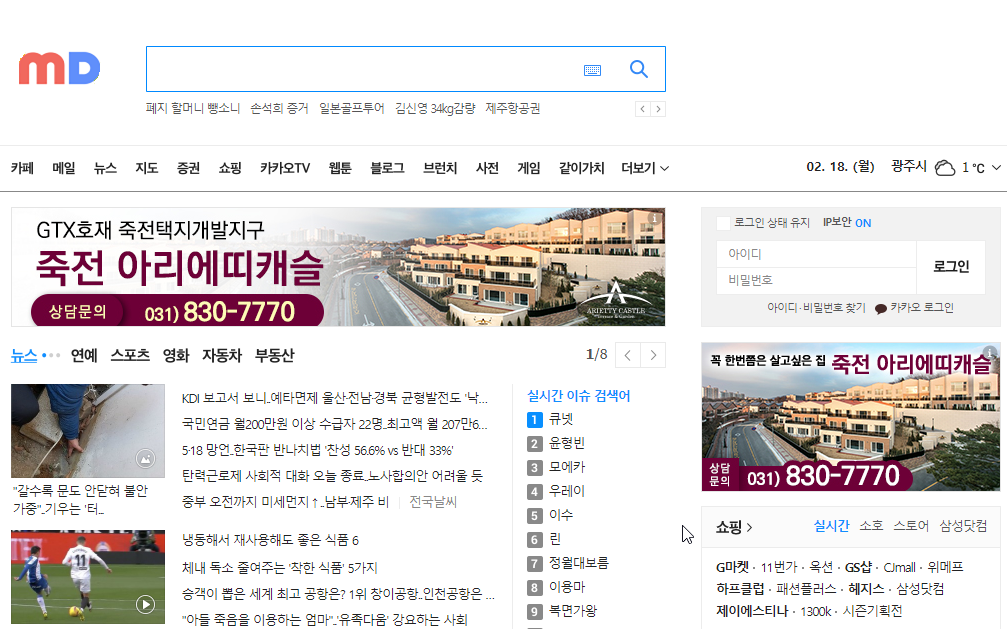 mD
폐지 할머니 뺑소니 손석희 증거 일본골프투어 김신영 34kg감량 제주항공권
카페 메일 뉴스 지도 증권 쇼핑 카카오TV 웹툰 블로그 브런치 사전 게임 같이가치 더보기
02. 18. (월) 광주시 1 °C
GTX호재 죽전택지개발지구
죽전 아리에띠캐슬
상담문의 031) 830-7770
ARIETTY CASTLE
Terrace & Garden
로그인 상태 유지 IP보안 ON
아이디
비밀번호
로그인
아이디·비밀번호 찾기 카카오 로그인
뉴스 연예 스포츠 영화 자동차 부동산
1/8
"갈수록 문도 안닫혀 불안
가중"..기우는 '터...
KDI 보고서 보니..예타면제 울산·전남·경북 균형발전도 '낙...
국민연금 월200만원 이상 수급자 22명..최고액 월 207만6...
5·18 망언..한국판 반나치법 '찬성 56.6% vs 반대 33%'
탄력근로제 사회적 대화 오늘 종료..노사합의안 어려울 듯
중부 오전까지 미세먼지↑..남부·제주 비 전국날씨
냉동해서 재사용해도 좋은 식품 6
체내 독소 줄여주는 '착한 식품' 5가지
승객이 뽑은 세계 최고 공항은? 1위 창이공항..인천공항은 ...
"아들 죽음을 이용하는 엄마"..'유족다움' 강요하는 사회
실시간 이슈 검색어
1 큐넷
2 윤형빈
3 모에카
4 우레이
5 이수
6 린
7 정월대보름
8 이용마
9 복면가왕
꼭 한번쯤은 살고싶은 집 죽전 아리에띠캐슬
상담
문의 031) 830-7770
쇼핑 실시간 소호 스토어 삼성닷컴
G마켓 · 11번가 · 옥션 · GS샵 · CJmall · 위메프
하프클럽 · 패션플러스 · 헤지스 · 삼성닷컴
제이에스티나 · 1300k · 시즌기획전